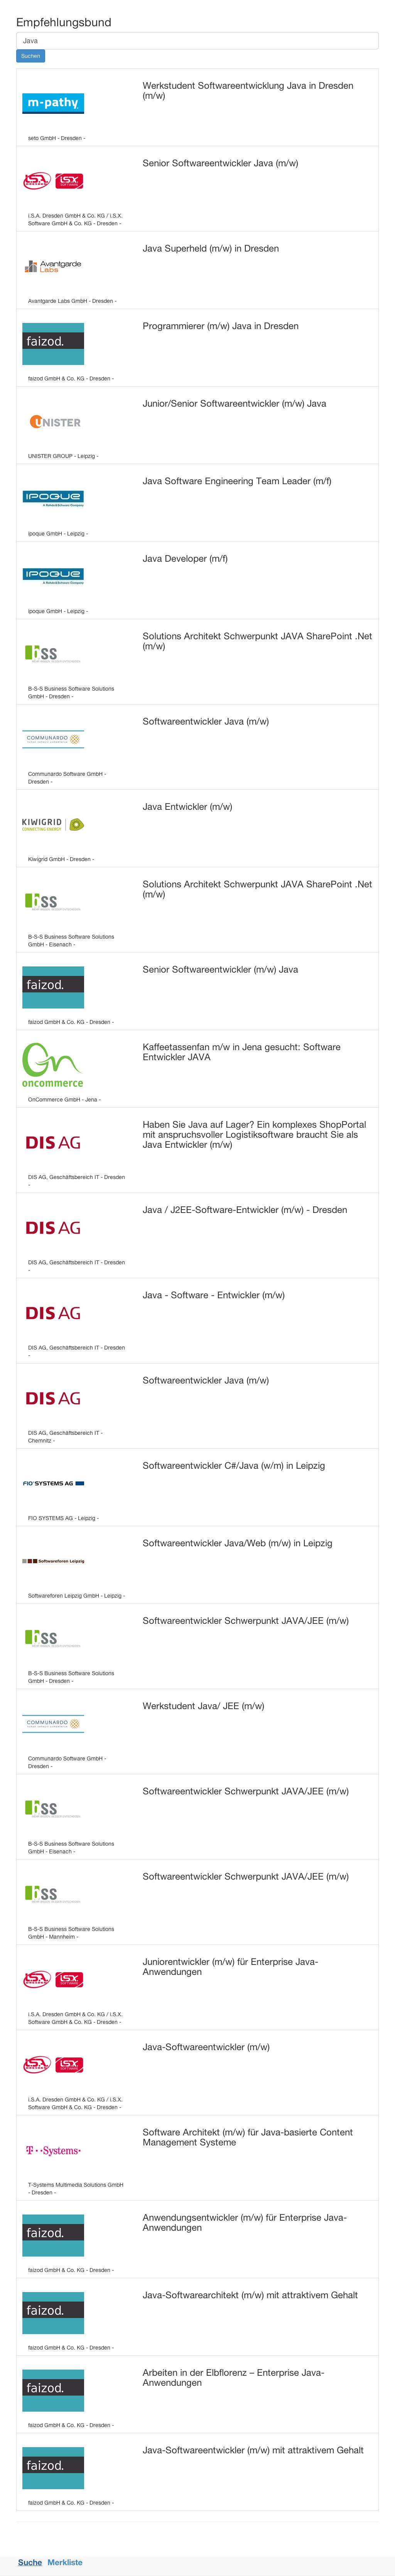 Empfehlungsbund
Java
Suchen
m-pathy
Werkstudent Softwareentwicklung Java in Dresden
(m/w)
seto GmbH - Dresden -
iSA
iSX
SOFTWARE
Senior Softwareentwickler Java (m/w)
i.S.A. Dresden GmbH & Co. KG / i.S.X.
Software GmbH & Co. KG - Dresden -
Avantgarde
Labs
Java Superheld (m/w) in Dresden
Avantgarde Labs GmbH - Dresden -
faizod.
Programmierer (m/w) Java in Dresden
faizod GmbH & Co. KG - Dresden -
UNISTER
Junior/Senior Softwareentwickler (m/w) Java
UNISTER GROUP - Leipzig -
IPOQUE
A Rohde&Schwarz Company
Java Software Engineering Team Leader (m/f)
ipoque GmbH - Leipzig -
IPOQUE
A Rohde&Schwarz Company
Java Developer (m/f)
ipoque GmbH - Leipzig -
bss
Solutions Architekt Schwerpunkt JAVA SharePoint .Net
(m/w)
B-S-S Business Software Solutions
GmbH - Dresden -
COMMUNARDO
Softwareentwickler Java (m/w)
Communardo Software GmbH -
Dresden -
KIWIGRID
CONNECTING ENERGY
Java Entwickler (m/w)
Kiwigrid GmbH - Dresden -
bss
Solutions Architekt Schwerpunkt JAVA SharePoint .Net
(m/w)
B-S-S Business Software Solutions
GmbH - Eisenach -
faizod.
Senior Softwareentwickler (m/w) Java
faizod GmbH & Co. KG - Dresden -
On
oncommerce
Kaffeetassenfan m/w in Jena gesucht: Software
Entwickler JAVA
OnCommerce GmbH - Jena -
DIS AG
Haben Sie Java auf Lager? Ein komplexes ShopPortal
mit anspruchsvoller Logistiksoftware braucht Sie als
Java Entwickler (m/w)
DIS AG, Geschäftsbereich IT - Dresden
-
DIS AG
Java / J2EE-Software-Entwickler (m/w) - Dresden
DIS AG, Geschäftsbereich IT - Dresden
-
DIS AG
Java - Software - Entwickler (m/w)
DIS AG, Geschäftsbereich IT - Dresden
-
DIS AG
Softwareentwickler Java (m/w)
DIS AG, Geschäftsbereich IT -
Chemnitz -
FIO SYSTEMS AG
Softwareentwickler C#/Java (w/m) in Leipzig
FIO SYSTEMS AG - Leipzig -
Softwareforen Leipzig
Softwareentwickler Java/Web (m/w) in Leipzig
Softwareforen Leipzig GmbH - Leipzig -
bss
Softwareentwickler Schwerpunkt JAVA/JEE (m/w)
B-S-S Business Software Solutions
GmbH - Dresden -
COMMUNARDO
Werkstudent Java/ JEE (m/w)
Communardo Software GmbH -
Dresden -
bss
Softwareentwickler Schwerpunkt JAVA/JEE (m/w)
B-S-S Business Software Solutions
GmbH - Eisenach -
bss
Softwareentwickler Schwerpunkt JAVA/JEE (m/w)
B-S-S Business Software Solutions
GmbH - Mannheim -
iSA
iSX
SOFTWARE
Juniorentwickler (m/w) für Enterprise Java-
Anwendungen
i.S.A. Dresden GmbH & Co. KG / i.S.X.
Software GmbH & Co. KG - Dresden -
iSA
iSX
SOFTWARE
Java-Softwareentwickler (m/w)
i.S.A. Dresden GmbH & Co. KG / i.S.X.
Software GmbH & Co. KG - Dresden -
T··Systems·
Software Architekt (m/w) für Java-basierte Content
Management Systeme
T-Systems Multimedia Solutions GmbH
- Dresden -
faizod.
Anwendungsentwickler (m/w) für Enterprise Java-
Anwendungen
faizod GmbH & Co. KG - Dresden -
faizod.
Java-Softwarearchitekt (m/w) mit attraktivem Gehalt
faizod GmbH & Co. KG - Dresden -
faizod.
Arbeiten in der Elbflorenz – Enterprise Java-
Anwendungen
faizod GmbH & Co. KG - Dresden -
faizod.
Java-Softwareentwickler (m/w) mit attraktivem Gehalt
faizod GmbH & Co. KG - Dresden -
Suche Merkliste